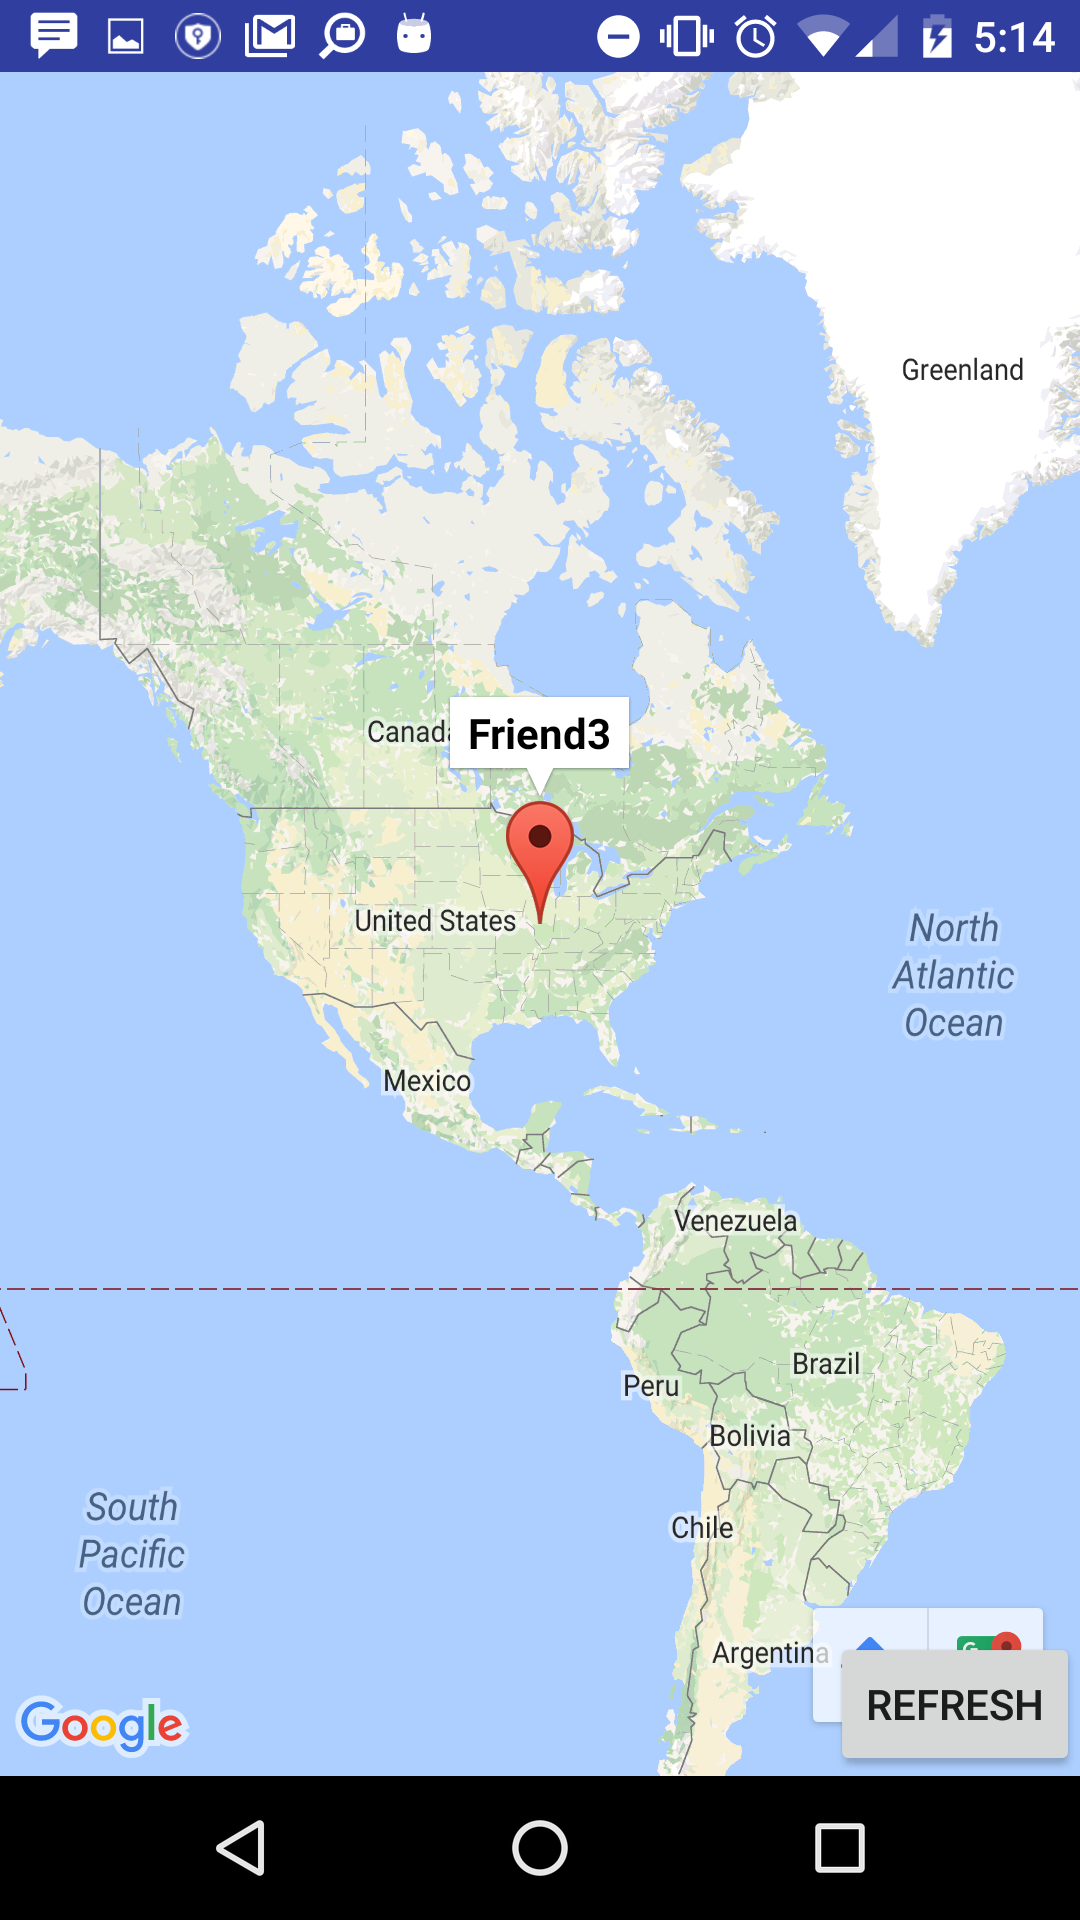 5:14
Greenland
Canada
Friend3
United States
North
Atlantic
Ocean
Mexico
Venezuela
Brazil
Peru
Bolivia
South
Pacific
Ocean
Chile
Argentina
G
REFRESH
Google